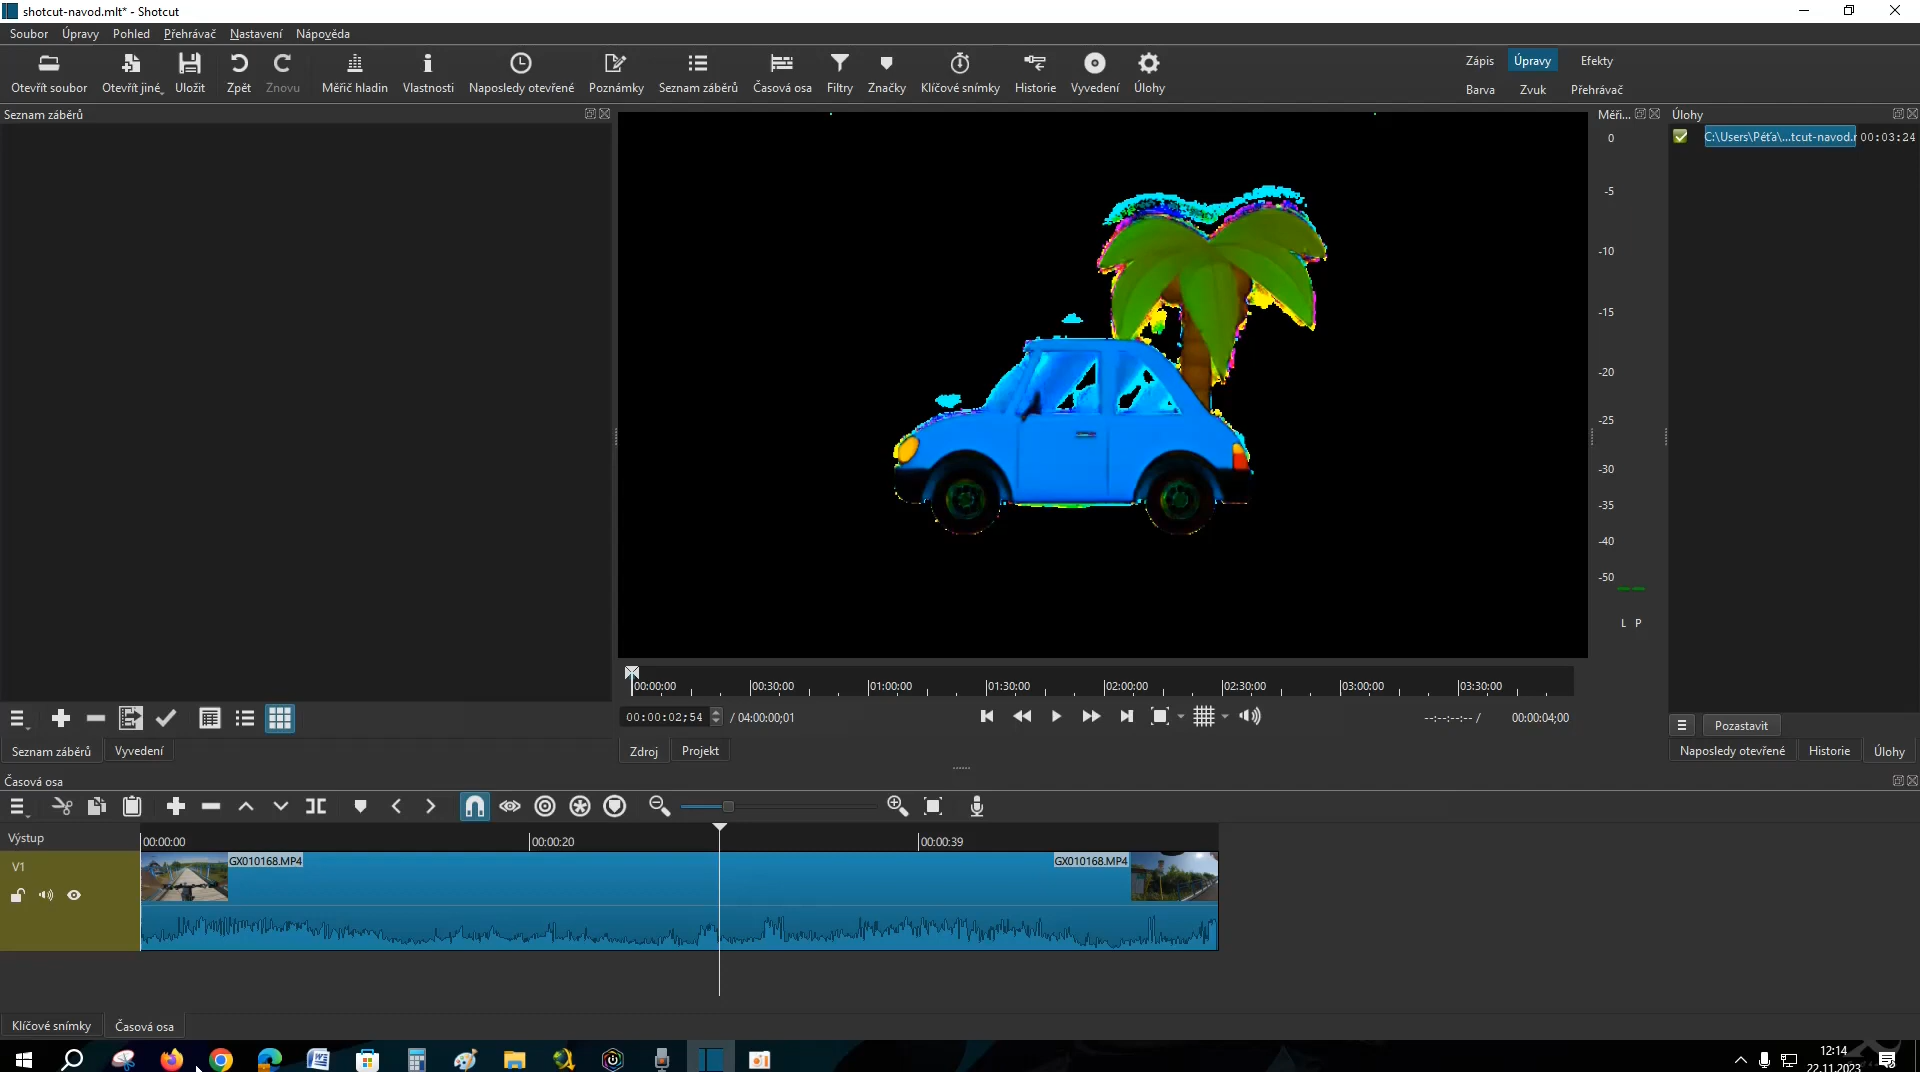 shotcut-navod.mlt* - Shotcut
Soubor Úpravy Pohled Přehrávač Nastavení Nápověda
Otevřít soubor Otevřít jiné Uložit Zpět Znovu Měřič hladin Vlastnosti Naposledy otevřené Poznámky Seznam záběrů Časová osa Filtry Značky Klíčové snímky Historie Vyvedení Úlohy
Zápis Úpravy Efekty
Barva Zvuk Přehrávač
Seznam záběrů
Měři...
Úlohy
C:\Users\Péťa\...tcut-navod.r 00:03:24
0
-5
-10
-15
-20
-25
-30
-35
-40
-50
L P
00:00:00 00:30:00 01:00:00 01:30:00 02:00:00 02:30:00 03:00:00 03:30:00
00:00:02;54 / 04:00:00;01
--:--:--:-- / 00:00:04;00
Pozastavit
Seznam záběrů Vyvedení
Zdroj Projekt
Naposledy otevřené Historie Úlohy
Časová osa
Výstup
00:00:00 00:00:20 00:00:39
V1
GX010168.MP4 GX010168.MP4
Klíčové snímky Časová osa
12:14
22.11.2023